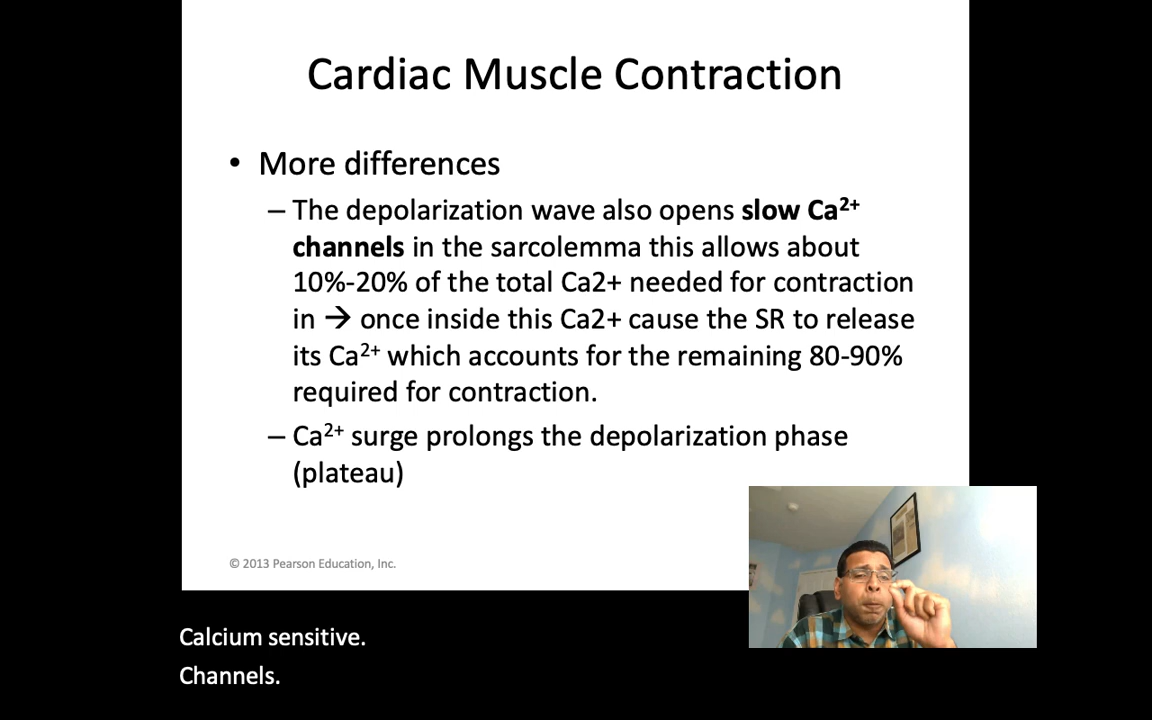 Cardiac Muscle Contraction
• More differences
– The depolarization wave also opens slow Ca²⁺
channels in the sarcolemma this allows about
10%-20% of the total Ca2+ needed for contraction
in → once inside this Ca2+ cause the SR to release
its Ca²⁺ which accounts for the remaining 80-90%
required for contraction.
– Ca²⁺ surge prolongs the depolarization phase
(plateau)
© 2013 Pearson Education, Inc.
Calcium sensitive.
Channels.